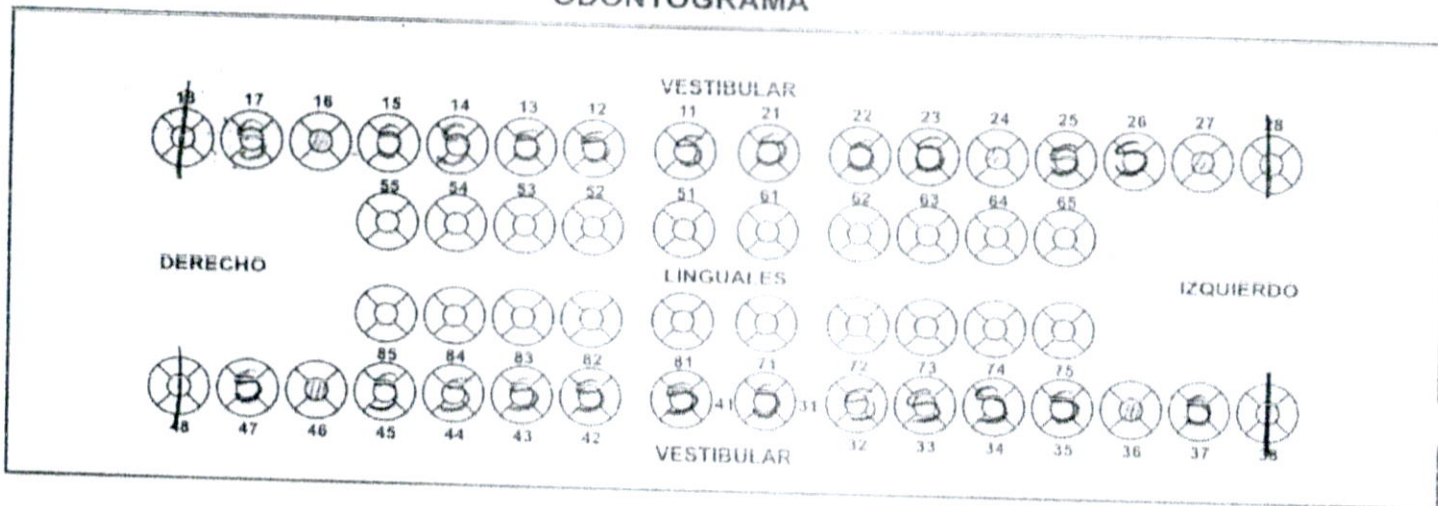 ODONTOGRAMA
VESTIBULAR
18 17 16 15 14 13 12 11 21 22 23 24 25 26 27 28
S S S S S S S S S S S S
55 54 53 52 51 61 62 63 64 65
DERECHO LINGUALES IZQUIERDO
85 84 83 82 81 71 72 73 74 75
S S S S S S 41 S 31 S S S S S
48 47 46 45 44 43 42 32 33 34 35 36 37 38
VESTIBULAR